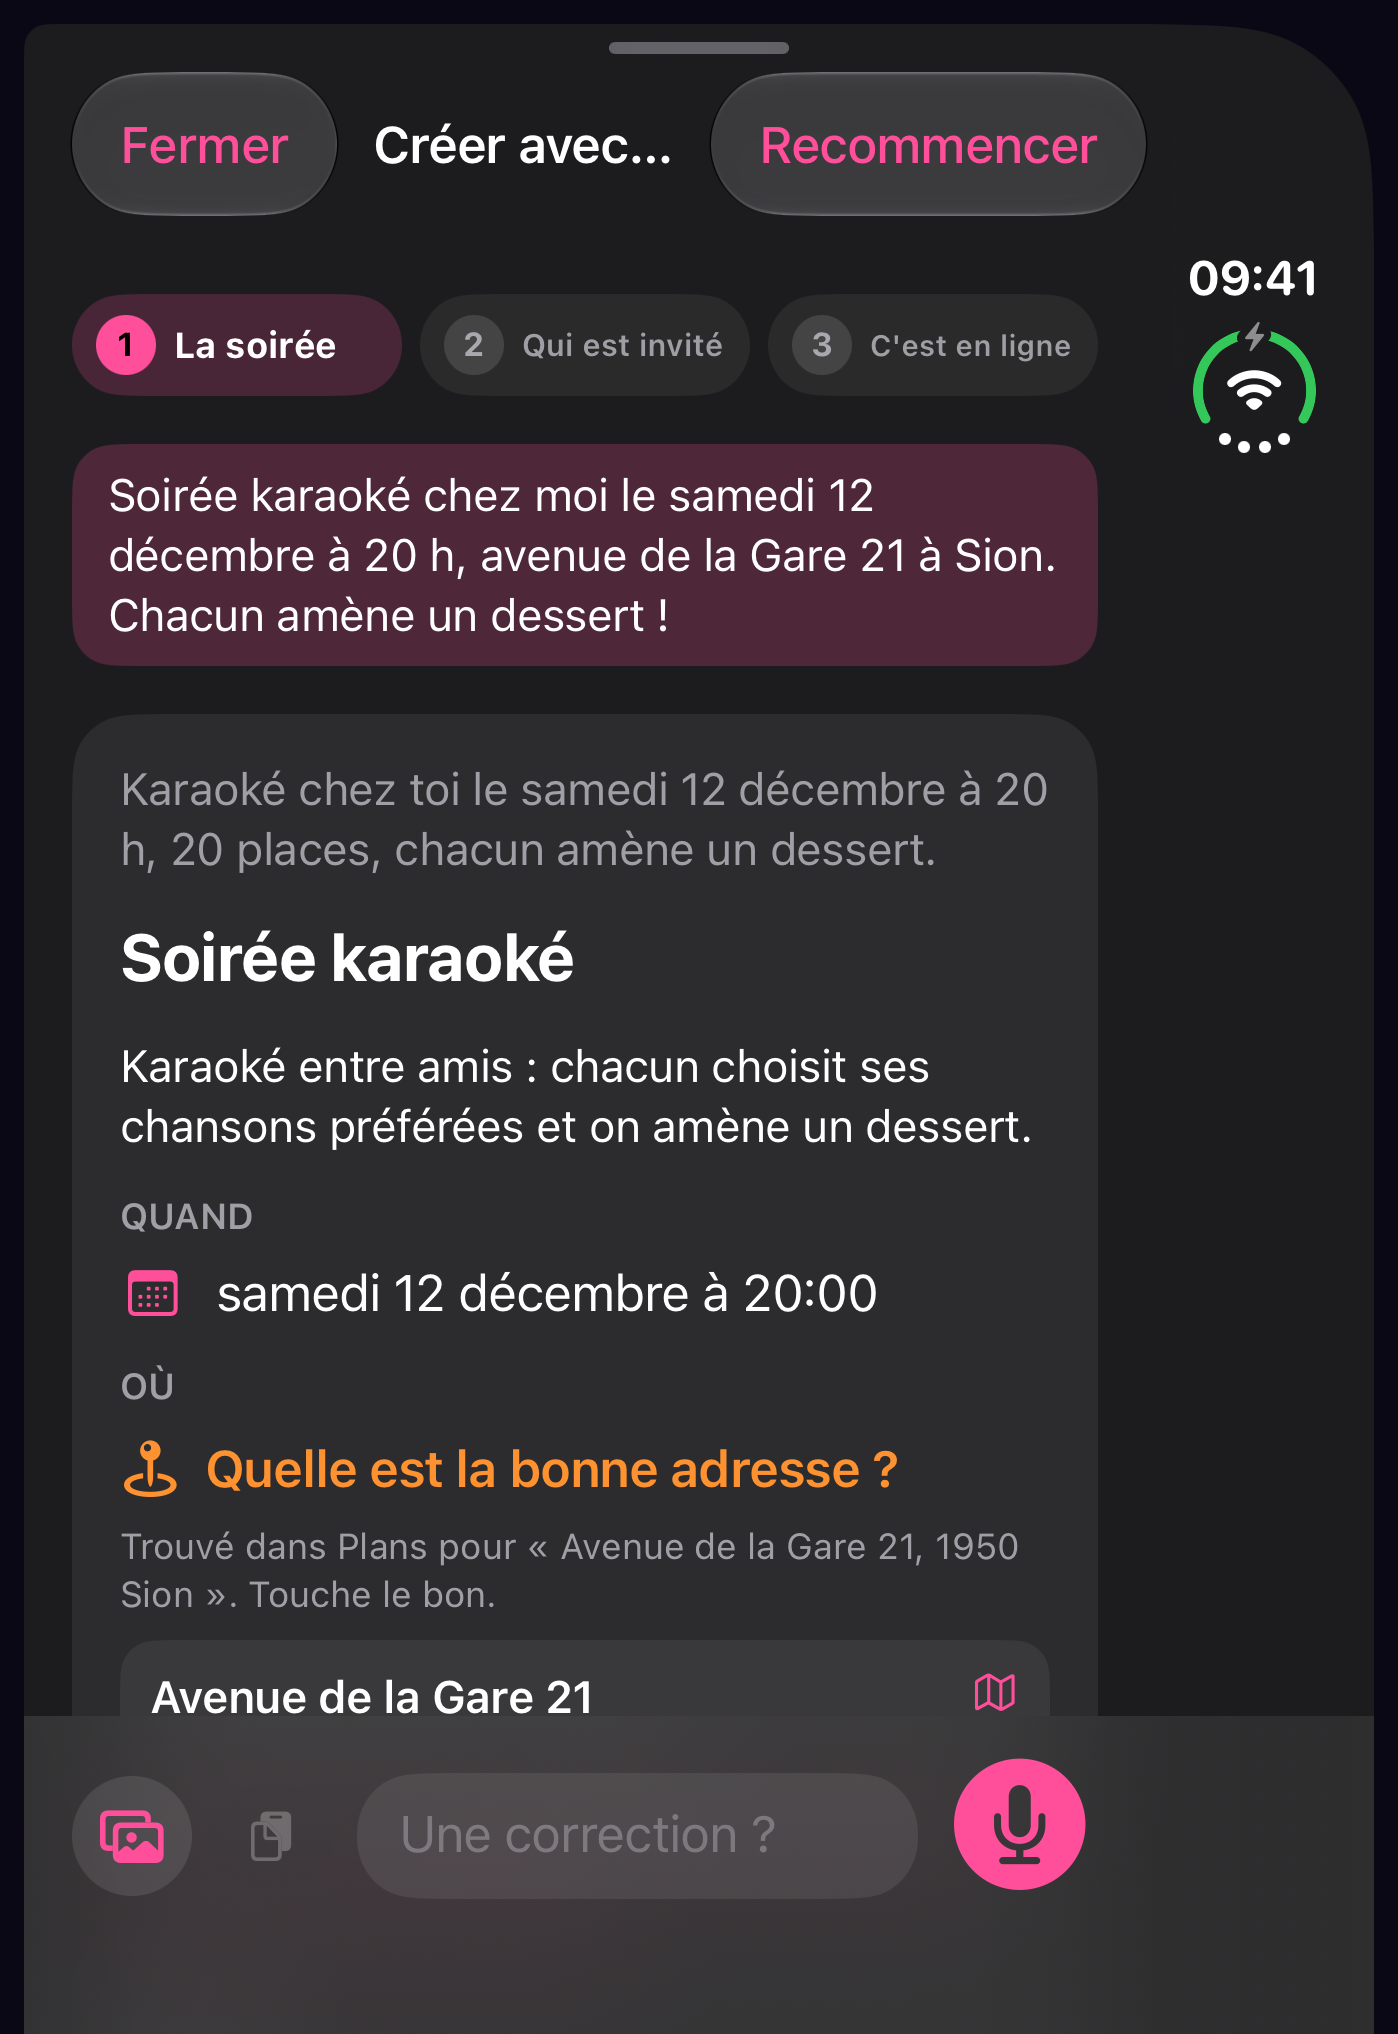 Fermer
Créer avec...
Recommencer
09:41
1 La soirée
2 Qui est invité
3 C'est en ligne
Soirée karaoké chez moi le samedi 12
décembre à 20 h, avenue de la Gare 21 à Sion.
Chacun amène un dessert !
Karaoké chez toi le samedi 12 décembre à 20
h, 20 places, chacun amène un dessert.
Soirée karaoké
Karaoké entre amis : chacun choisit ses
chansons préférées et on amène un dessert.
QUAND
samedi 12 décembre à 20:00
OÙ
Quelle est la bonne adresse ?
Trouvé dans Plans pour « Avenue de la Gare 21, 1950
Sion ». Touche le bon.
Avenue de la Gare 21
Une correction ?